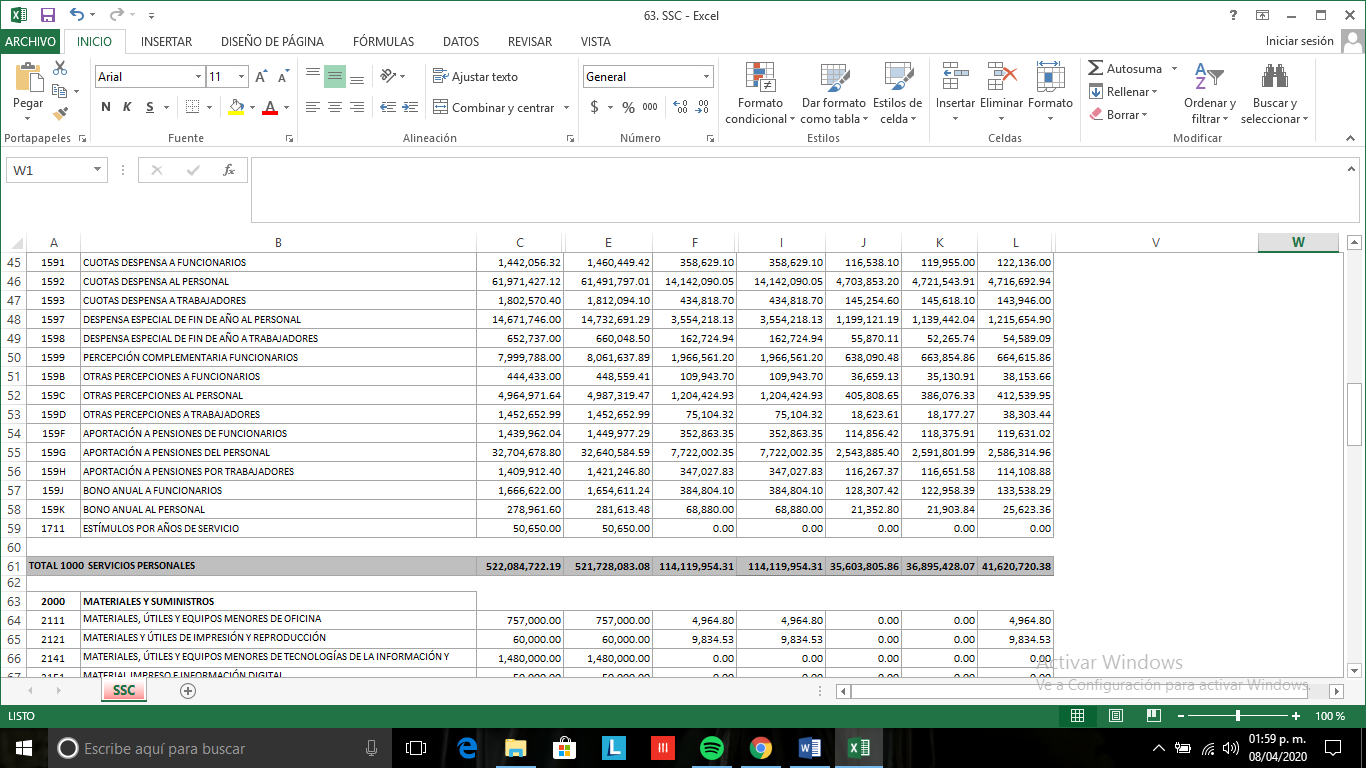 63. SSC - Excel
ARCHIVO INICIO INSERTAR DISEÑO DE PÁGINA FÓRMULAS DATOS REVISAR VISTA Iniciar sesión
Arial 11 Ajustar texto General Autosuma
Pegar N K S Combinar y centrar $ % 000 Formato condicional Dar formato como tabla Estilos de celda Insertar Eliminar Formato Rellenar Borrar Ordenar y filtrar Buscar y seleccionar
Portapapeles Fuente Alineación Número Estilos Celdas Modificar
W1 fx
A B C E F I J K L V W
45 1591 CUOTAS DESPENSA A FUNCIONARIOS 1,442,056.32 1,460,449.42 358,629.10 358,629.10 116,538.10 119,955.00 122,136.00
46 1592 CUOTAS DESPENSA AL PERSONAL 61,971,427.12 61,491,797.01 14,142,090.05 14,142,090.05 4,703,853.20 4,721,543.91 4,716,692.94
47 1593 CUOTAS DESPENSA A TRABAJADORES 1,802,570.40 1,812,094.10 434,818.70 434,818.70 145,254.60 145,618.10 143,946.00
48 1597 DESPENSA ESPECIAL DE FIN DE AÑO AL PERSONAL 14,671,746.00 14,732,691.29 3,554,218.13 3,554,218.13 1,199,121.19 1,139,442.04 1,215,654.90
49 1598 DESPENSA ESPECIAL DE FIN DE AÑO A TRABAJADORES 652,737.00 660,048.50 162,724.94 162,724.94 55,870.11 52,265.74 54,589.09
50 1599 PERCEPCIÓN COMPLEMENTARIA FUNCIONARIOS 7,999,788.00 8,061,637.89 1,966,561.20 1,966,561.20 638,090.48 663,854.86 664,615.86
51 159B OTRAS PERCEPCIONES A FUNCIONARIOS 444,433.00 448,559.41 109,943.70 109,943.70 36,659.13 35,130.91 38,153.66
52 159C OTRAS PERCEPCIONES AL PERSONAL 4,964,971.64 4,987,319.47 1,204,424.93 1,204,424.93 405,808.65 386,076.33 412,539.95
53 159D OTRAS PERCEPCIONES A TRABAJADORES 1,452,652.99 1,452,652.99 75,104.32 75,104.32 18,623.61 18,177.27 38,303.44
54 159F APORTACIÓN A PENSIONES DE FUNCIONARIOS 1,439,962.04 1,449,977.29 352,863.35 352,863.35 114,856.42 118,375.91 119,631.02
55 159G APORTACIÓN A PENSIONES DEL PERSONAL 32,704,678.80 32,640,584.59 7,722,002.35 7,722,002.35 2,543,885.40 2,591,801.99 2,586,314.96
56 159H APORTACIÓN A PENSIONES POR TRABAJADORES 1,409,912.40 1,421,246.80 347,027.83 347,027.83 116,267.37 116,651.58 114,108.88
57 159J BONO ANUAL A FUNCIONARIOS 1,666,622.00 1,654,611.24 384,804.10 384,804.10 128,307.42 122,958.39 133,538.29
58 159K BONO ANUAL AL PERSONAL 278,961.60 281,613.48 68,880.00 68,880.00 21,352.80 21,903.84 25,623.36
59 1711 ESTÍMULOS POR AÑOS DE SERVICIO 50,650.00 50,650.00 0.00 0.00 0.00 0.00 0.00
60
61 TOTAL 1000 SERVICIOS PERSONALES 522,084,722.19 521,728,083.08 114,119,954.31 114,119,954.31 35,603,805.86 36,895,428.07 41,620,720.38
62
63 2000 MATERIALES Y SUMINISTROS
64 2111 MATERIALES, ÚTILES Y EQUIPOS MENORES DE OFICINA 757,000.00 757,000.00 4,964.80 4,964.80 0.00 0.00 4,964.80
65 2121 MATERIALES Y ÚTILES DE IMPRESIÓN Y REPRODUCCIÓN 60,000.00 60,000.00 9,834.53 9,834.53 0.00 0.00 9,834.53
66 2141 MATERIALES, ÚTILES Y EQUIPOS MENORES DE TECNOLOGÍAS DE LA INFORMACIÓN Y 1,480,000.00 1,480,000.00 0.00 0.00 0.00 0.00 0.00
67 2151 MATERIAL IMPRESO E INFORMACIÓN DIGITAL 50,000.00 50,000.00 0.00 0.00 0.00 0.00 0.00
Activar Windows
Ve a Configuración para activar Windows.
SSC
LISTO 100 %
Escribe aquí para buscar 01:59 p. m.
08/04/2020